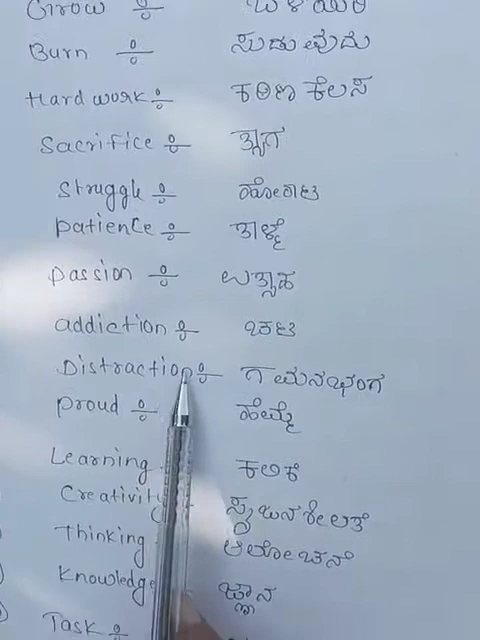 Grow ÷ ಬೆಳೆಯಿರಿ
Burn ÷ ಸುಡುವುದು
Hard work ÷ ಕಠಿಣ ಕೆಲಸ
Sacrifice ÷ ತ್ಯಾಗ
Struggle ÷ ಹೋರಾಟ
patience ÷ ತಾಳ್ಮೆ
passion ÷ ಉತ್ಸಾಹ
addiction ÷ ಚಟ
Distraction ÷ ಗಮನಭಂಗ
proud ÷ ಹೆಮ್ಮೆ
Learning ಕಲಿಕೆ
Creativity ಸೃಜನಶೀಲತೆ
Thinking ಆಲೋಚನೆ
Knowledge ಜ್ಞಾನ
Task ÷